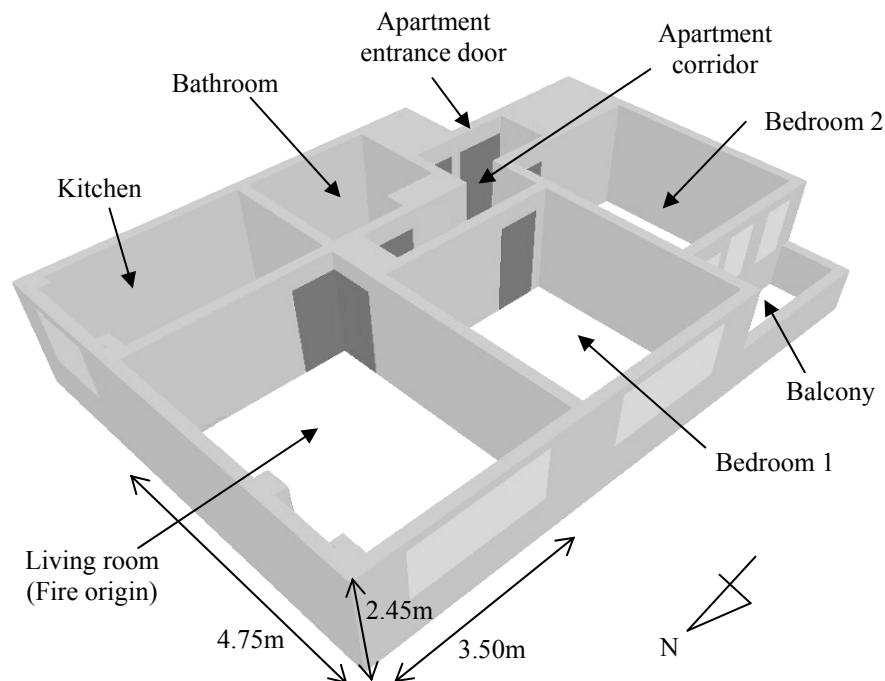 Apartment
entrance door
Apartment
corridor
Bathroom
Bedroom 2
Kitchen
Balcony
Bedroom 1
Living room
(Fire origin)
2.45m
4.75m
3.50m
N